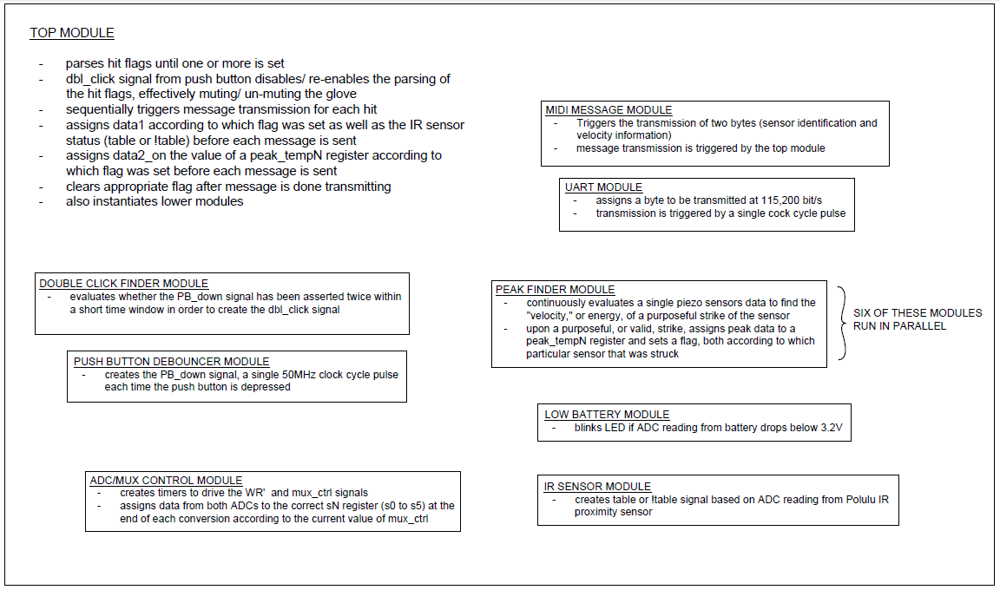 TOP MODULE
- parses hit flags until one or more is set
- dbl_click signal from push button disables/ re-enables the parsing of
the hit flags, effectively muting/ un-muting the glove
- sequentially triggers message transmission for each hit
- assigns data1 according to which flag was set as well as the IR sensor
status (table or !table) before each message is sent
- assigns data2_on the value of a peak_tempN register according to
which flag was set before each message is sent
- clears appropriate flag after message is done transmitting
- also instantiates lower modules
MIDI MESSAGE MODULE
- Triggers the transmission of two bytes (sensor identification and
velocity information)
- message transmission is triggered by the top module
UART MODULE
- assigns a byte to be transmitted at 115,200 bit/s
- transmission is triggered by a single cock cycle pulse
DOUBLE CLICK FINDER MODULE
- evaluates whether the PB_down signal has been asserted twice within
a short time window in order to create the dbl_click signal
PEAK FINDER MODULE
- continuously evaluates a single piezo sensors data to find the
"velocity," or energy, of a purposeful strike of the sensor
- upon a purposeful, or valid, strike, assigns peak data to a
peak_tempN register and sets a flag, both according to which
particular sensor that was struck
SIX OF THESE MODULES
RUN IN PARALLEL
PUSH BUTTON DEBOUNCER MODULE
- creates the PB_down signal, a single 50MHz clock cycle pulse
each time the push button is depressed
LOW BATTERY MODULE
- blinks LED if ADC reading from battery drops below 3.2V
ADC/MUX CONTROL MODULE
- creates timers to drive the WR' and mux_ctrl signals
- assigns data from both ADCs to the correct sN register (s0 to s5) at the
end of each conversion according to the current value of mux_ctrl
IR SENSOR MODULE
- creates table or !table signal based on ADC reading from Polulu IR
proximity sensor